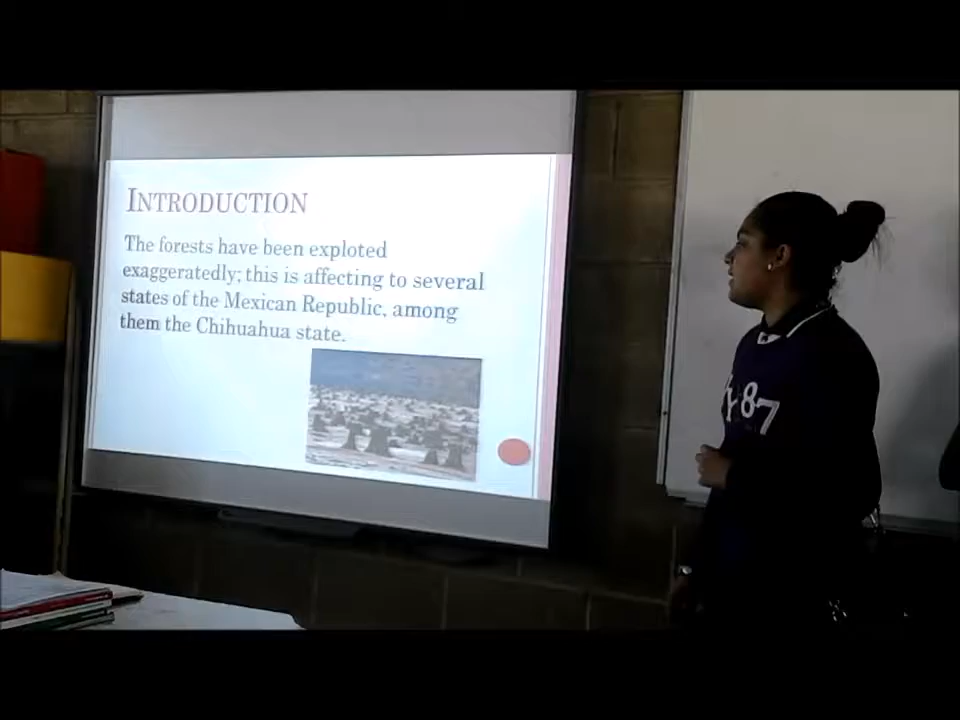 INTRODUCTION
The forests have been exploted
exaggeratedly; this is affecting to several
states of the Mexican Republic, among
them the Chihuahua state.
87